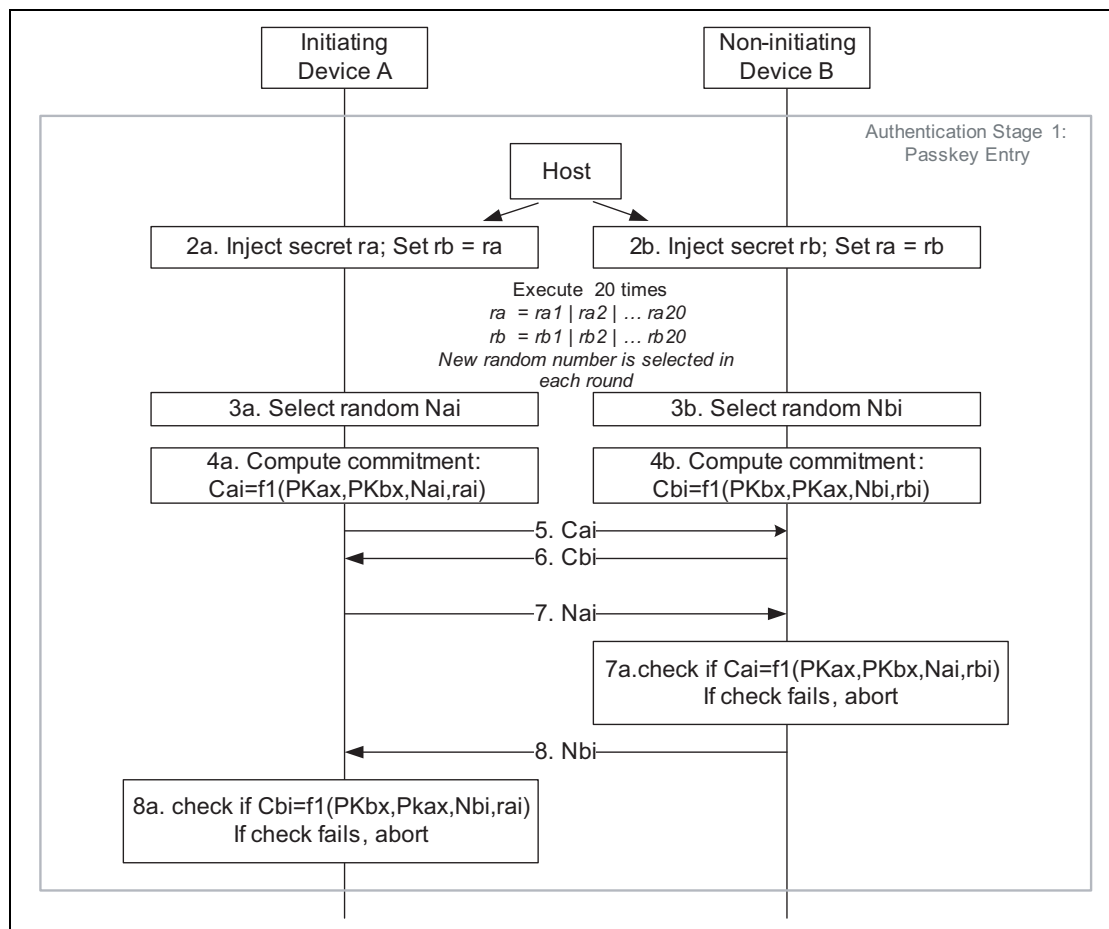 Initiating
Device A
Non-initiating
Device B
Authentication Stage 1:
Passkey Entry
Host
2a. Inject secret ra; Set rb = ra
2b. Inject secret rb; Set ra = rb
Execute 20 times
ra = ra1 | ra2 | … ra20
rb = rb1 | rb2 | … rb20
New random number is selected in
each round
3a. Select random Nai
3b. Select random Nbi
4a. Compute commitment:
Cai=f1(PKax,PKbx,Nai,rai)
4b. Compute commitment:
Cbi=f1(PKbx,PKax,Nbi,rbi)
5. Cai
6. Cbi
7. Nai
7a.check if Cai=f1(PKax,PKbx,Nai,rbi)
If check fails, abort
8. Nbi
8a. check if Cbi=f1(PKbx,Pkax,Nbi,rai)
If check fails, abort